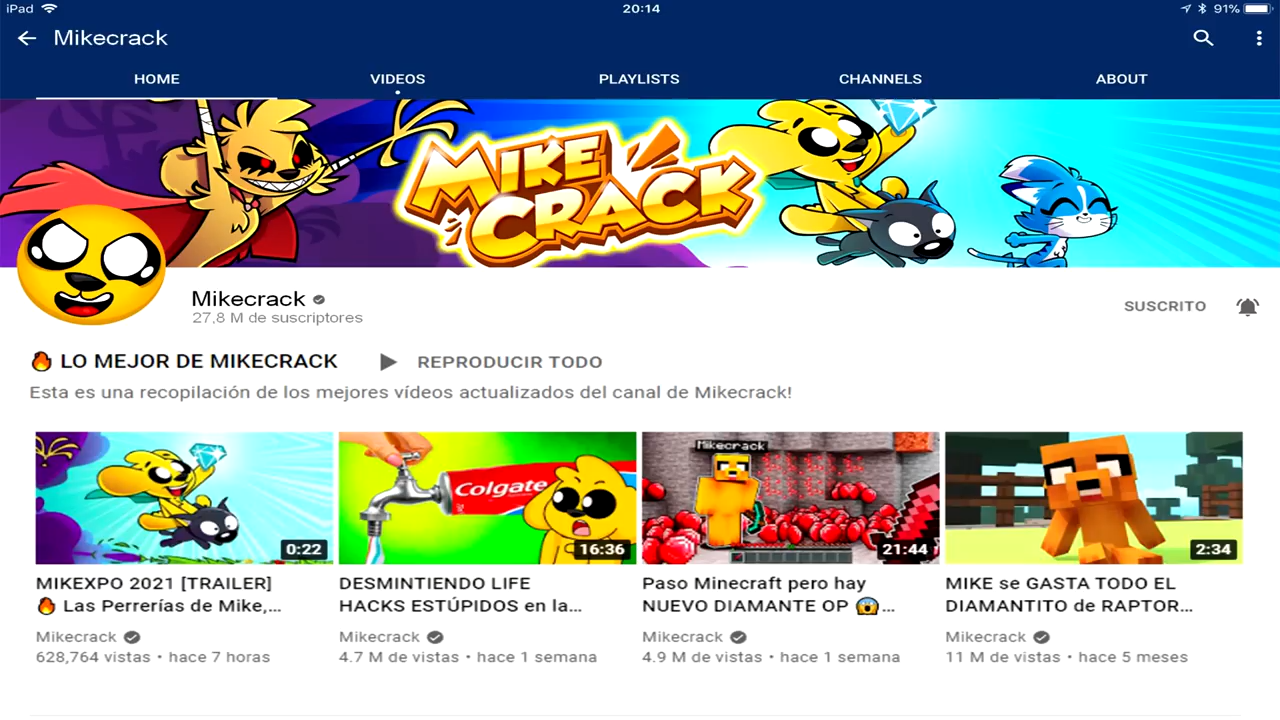 iPad 20:14 91%
Mikecrack
HOME VIDEOS PLAYLISTS CHANNELS ABOUT
MIKE
CRACK
Mikecrack
27,8 M de suscriptores
SUSCRITO
🔥 LO MEJOR DE MIKECRACK ▶ REPRODUCIR TODO
Esta es una recopilación de los mejores vídeos actualizados del canal de Mikecrack!
0:22
Colgate
16:36
Mikecrack
21:44
2:34
MIKEXPO 2021 [TRAILER]
🔥 Las Perrerías de Mike,...
Mikecrack
628,764 vistas • hace 7 horas
DESMINTIENDO LIFE
HACKS ESTÚPIDOS en la...
Mikecrack
4.7 M de vistas • hace 1 semana
Paso Minecraft pero hay
NUEVO DIAMANTE OP 😱...
Mikecrack
4.9 M de vistas • hace 1 semana
MIKE se GASTA TODO EL
DIAMANTITO de RAPTOR...
Mikecrack
11 M de vistas • hace 5 meses